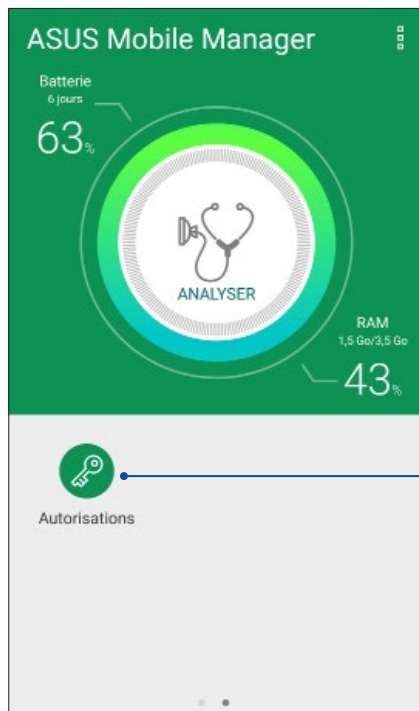 ASUS Mobile Manager
Batterie
6 jours
63%
ANALYSER
RAM
1,5 Go/3,5 Go
43%
Autorisations